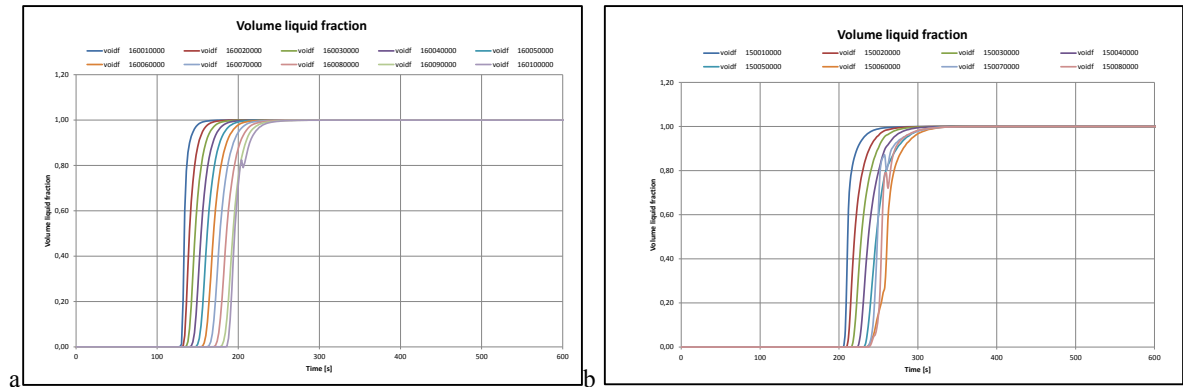 Volume liquid fraction
voidf 160010000 voidf 160020000 voidf 160030000 voidf 160040000 voidf 160050000
voidf 160060000 voidf 160070000 voidf 160080000 voidf 160090000 voidf 160100000
1,20
1,00
0,80
0,60
0,40
0,20
0,00
Volume liquid fraction
0 100 200 300 400 500 600
Time [s]
a
Volume liquid fraction
voidf 150010000 voidf 150020000 voidf 150030000 voidf 150040000
voidf 150050000 voidf 150060000 voidf 150070000 voidf 150080000
1,20
1,00
0,80
0,60
0,40
0,20
0,00
Volume liquid fraction
0 100 200 300 400 500 600
Time [s]
b